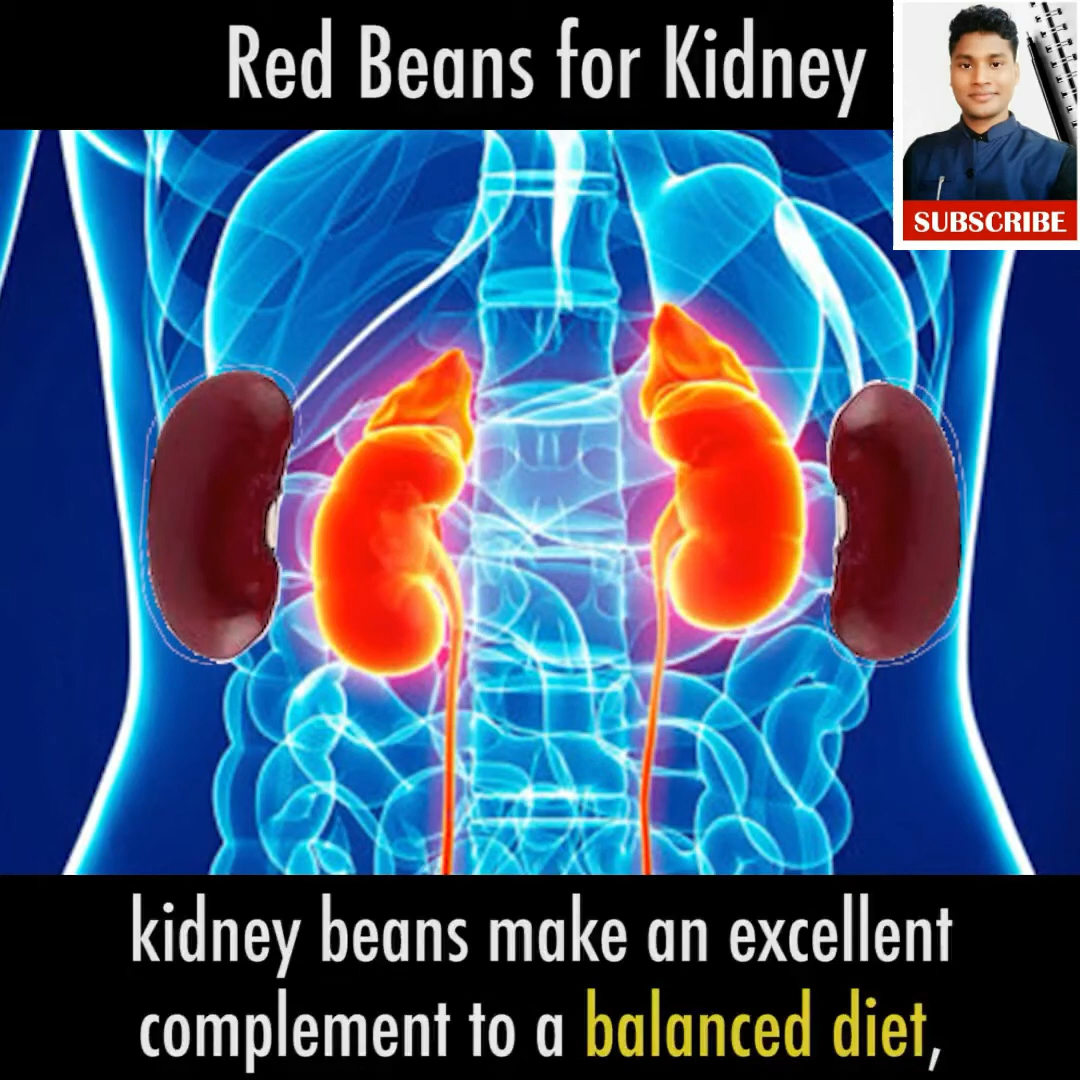 Red Beans for Kidney
SUBSCRIBE
kidney beans make an excellent
complement to a balanced diet,